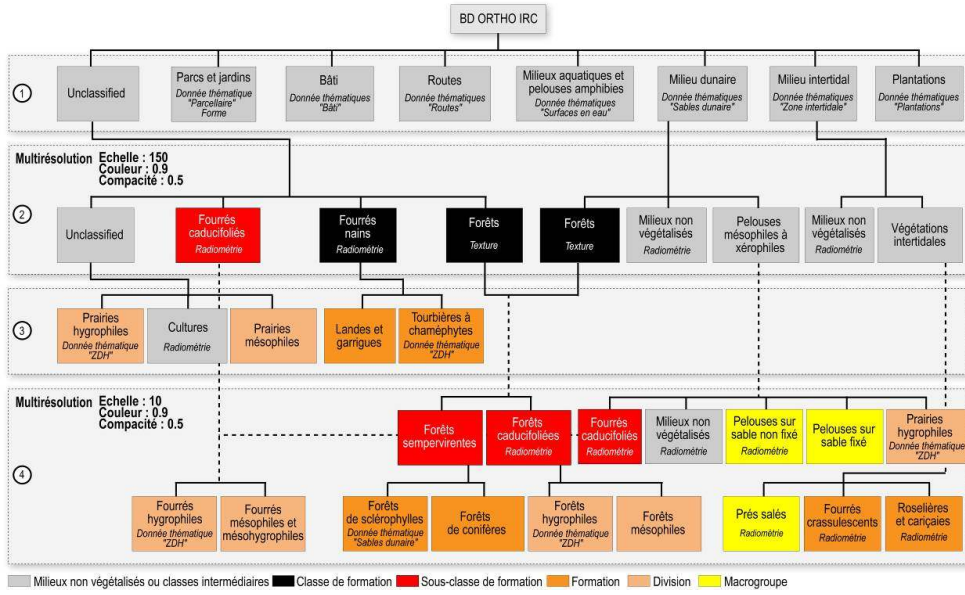 BD ORTHO IRC
1
Unclassified
Parcs et jardins
Donnée thématique
"Parcellaire"
Forme
Bâti
Donnée thématiques
"Bâti"
Routes
Donnée thématiques
"Routes"
Milieux aquatiques et
pelouses amphibies
Donnée thématiques
"Surfaces en eau"
Milieu dunaire
Donnée thématiques
"Sables dunaire"
Milieu intertidal
Donnée thématiques
"Zone intertidale"
Plantations
Donnée thématiques
"Plantations"
Multirésolution Echelle : 150
Couleur : 0.9
Compacité : 0.5
2
Unclassified
Fourrés
caducifoliés
Radiométrie
Fourrés
nains
Radiométrie
Forêts
Texture
Forêts
Texture
Milieux non
végétalisés
Radiométrie
Pelouses
mésophiles à
xérophiles
Milieux non
végétalisés
Radiométrie
Végétations
intertidales
3
Prairies
hygrophiles
Donnée thématique
"ZDH"
Cultures
Radiométrie
Prairies
mésophiles
Landes et
garrigues
Tourbières à
chaméphytes
Donnée thématique
"ZDH"
Multirésolution Echelle : 10
Couleur : 0.9
Compacité : 0.5
4
Forêts
sempervirentes
Forêts
caducifoliées
Radiométrie
Fourrés
caducifoliés
Radiométrie
Milieux non
végétalisés
Radiométrie
Pelouses sur
sable non fixé
Radiométrie
Pelouses sur
sable fixé
Prairies
hygrophiles
Donnée thématique
"ZDH"
Fourrés
hygrophiles
Donnée thématique
"ZDH"
Fourrés
mésophiles et
mésohygrophiles
Forêts
de sclérophylles
Donnée thématique
"Sables dunaire"
Forêts
de conifères
Forêts
hygrophiles
Donnée thématique
"ZDH"
Forêts
mésophiles
Prés salés
Radiométrie
Fourrés
crassulescents
Radiométrie
Roselières
et cariçaies
Radiométrie
Milieux non végétalisés ou classes intermédiaires
Classe de formation
Sous-classe de formation
Formation
Division
Macrogroupe